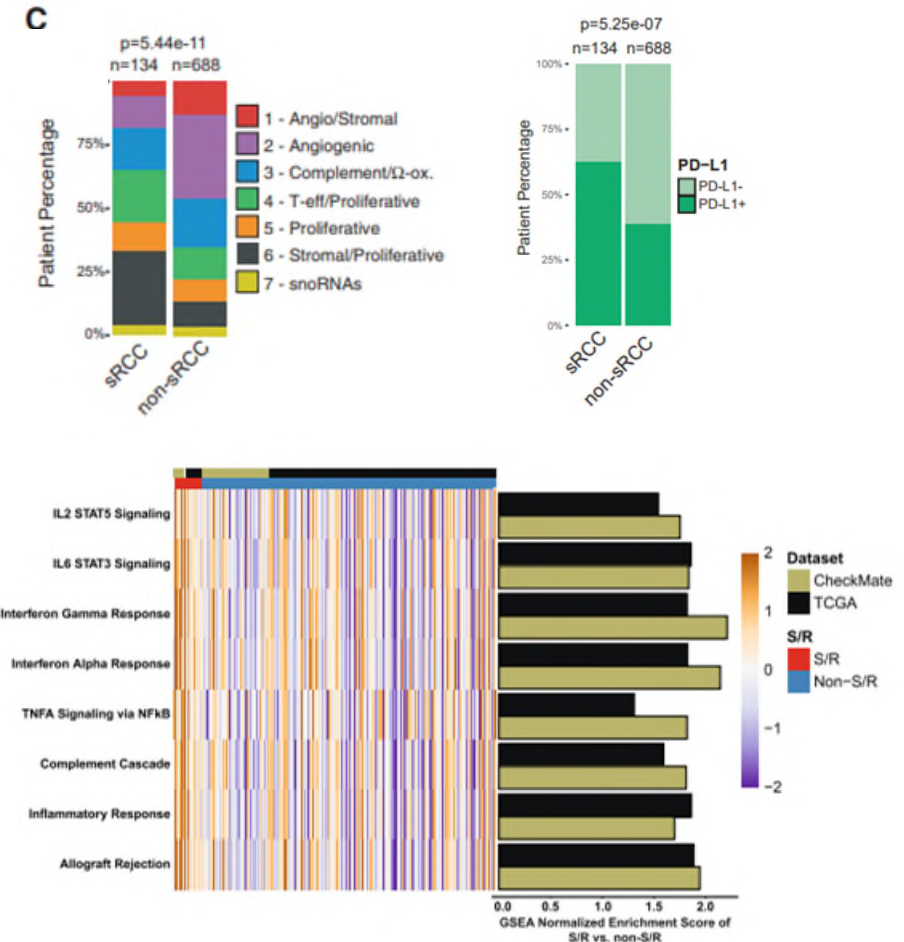 C
p=5.44e-11
n=134 n=688
Patient Percentage
75%
50%
25%
0%
sRCC
non-sRCC
1 - Angio/Stromal
2 - Angiogenic
3 - Complement/Ω-ox.
4 - T-eff/Proliferative
5 - Proliferative
6 - Stromal/Proliferative
7 - snoRNAs
p=5.25e-07
n=134 n=688
Patient Percentage
100%
75%
50%
25%
0%
sRCC
non-sRCC
PD-L1
PD-L1-
PD-L1+
IL2 STAT5 Signaling
IL6 STAT3 Signaling
Interferon Gamma Response
Interferon Alpha Response
TNFA Signaling via NFkB
Complement Cascade
Inflammatory Response
Allograft Rejection
0.0 0.5 1.0 1.5 2.0
GSEA Normalized Enrichment Score of
S/R vs. non-S/R
2
1
0
−1
−2
Dataset
CheckMate
TCGA
S/R
S/R
Non−S/R